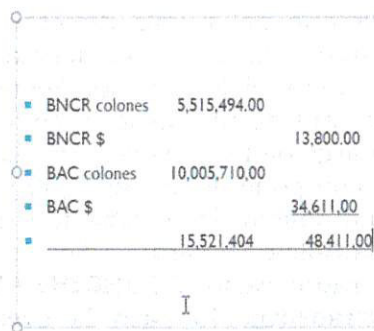 BNCR colones 5,515,494.00
BNCR $ 13,800.00
BAC colones 10,005,710,00
BAC $ 34,611,00
15,521,404 48,411,00